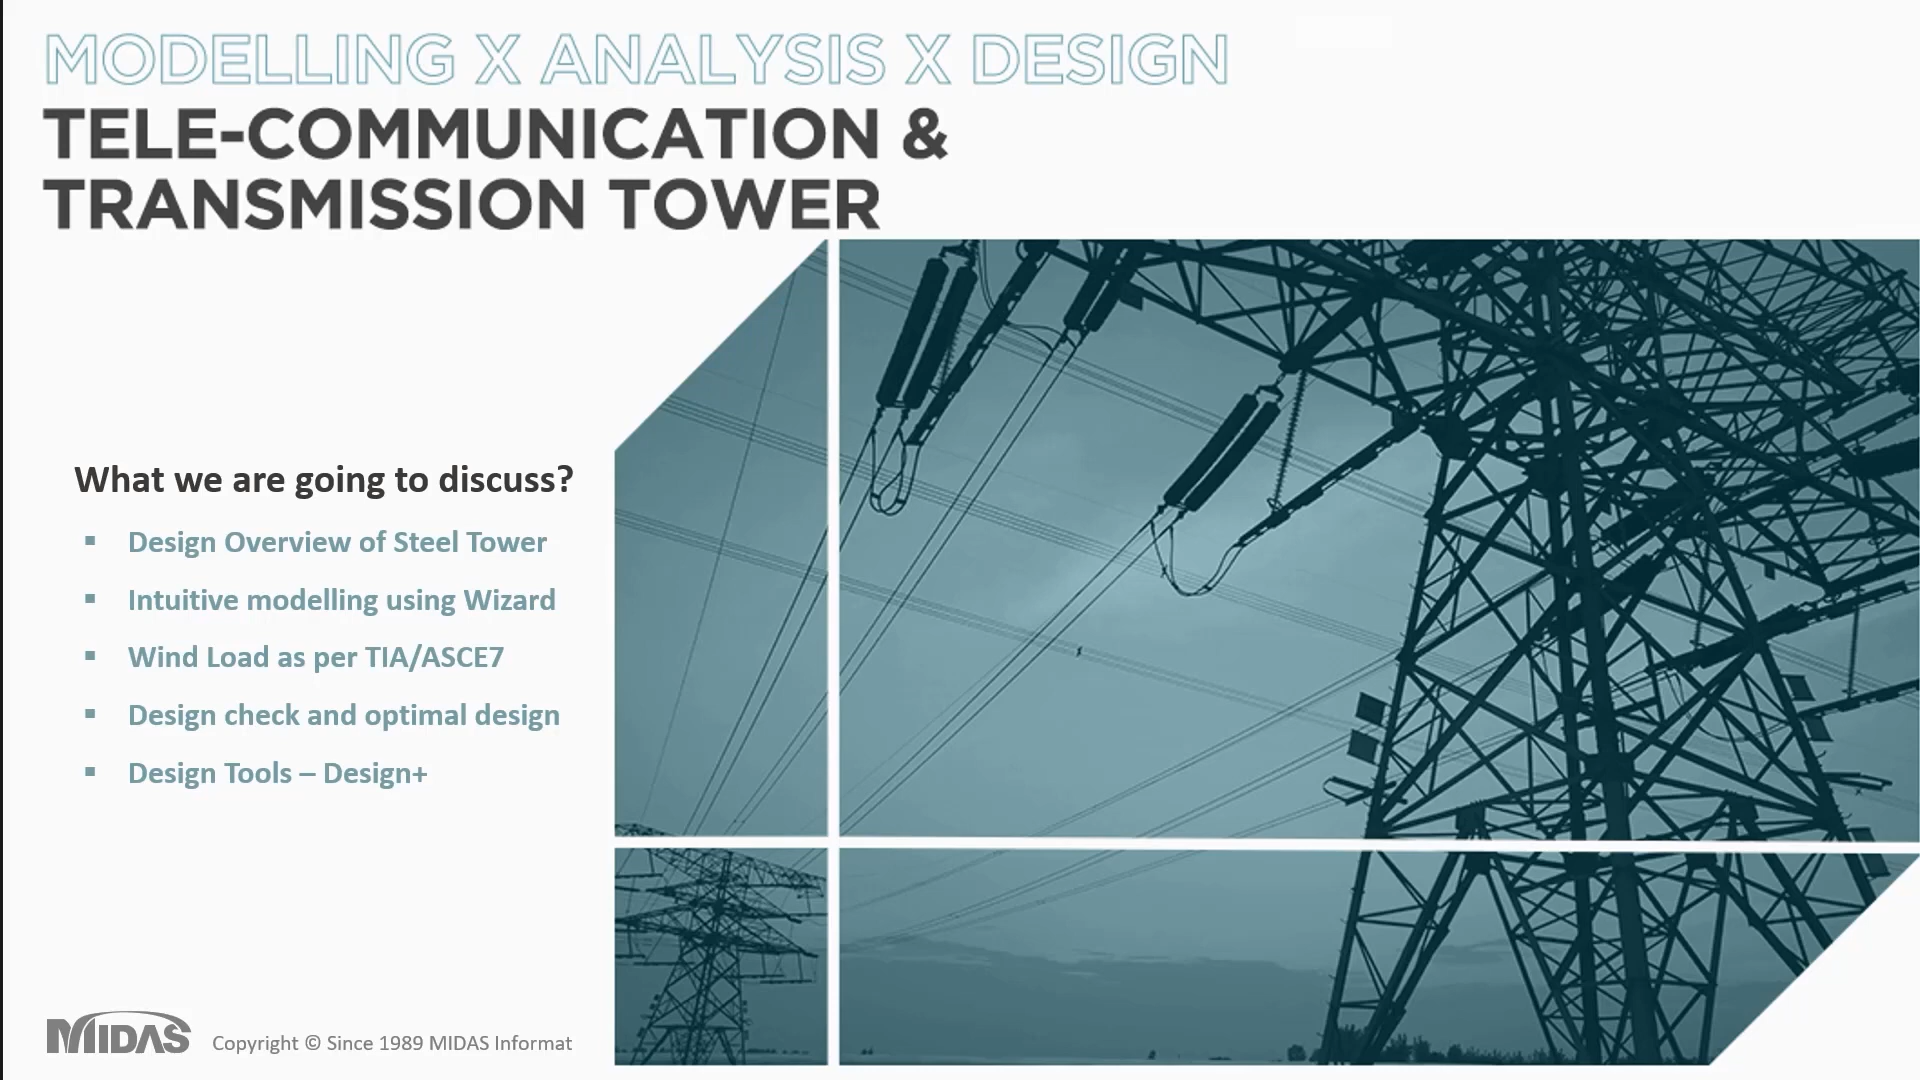 MODELLING X ANALYSIS X DESIGN
TELE-COMMUNICATION &
TRANSMISSION TOWER
What we are going to discuss?
▪ Design Overview of Steel Tower
▪ Intuitive modelling using Wizard
▪ Wind Load as per TIA/ASCE7
▪ Design check and optimal design
▪ Design Tools – Design+
MIDAS Copyright © Since 1989 MIDAS Informat